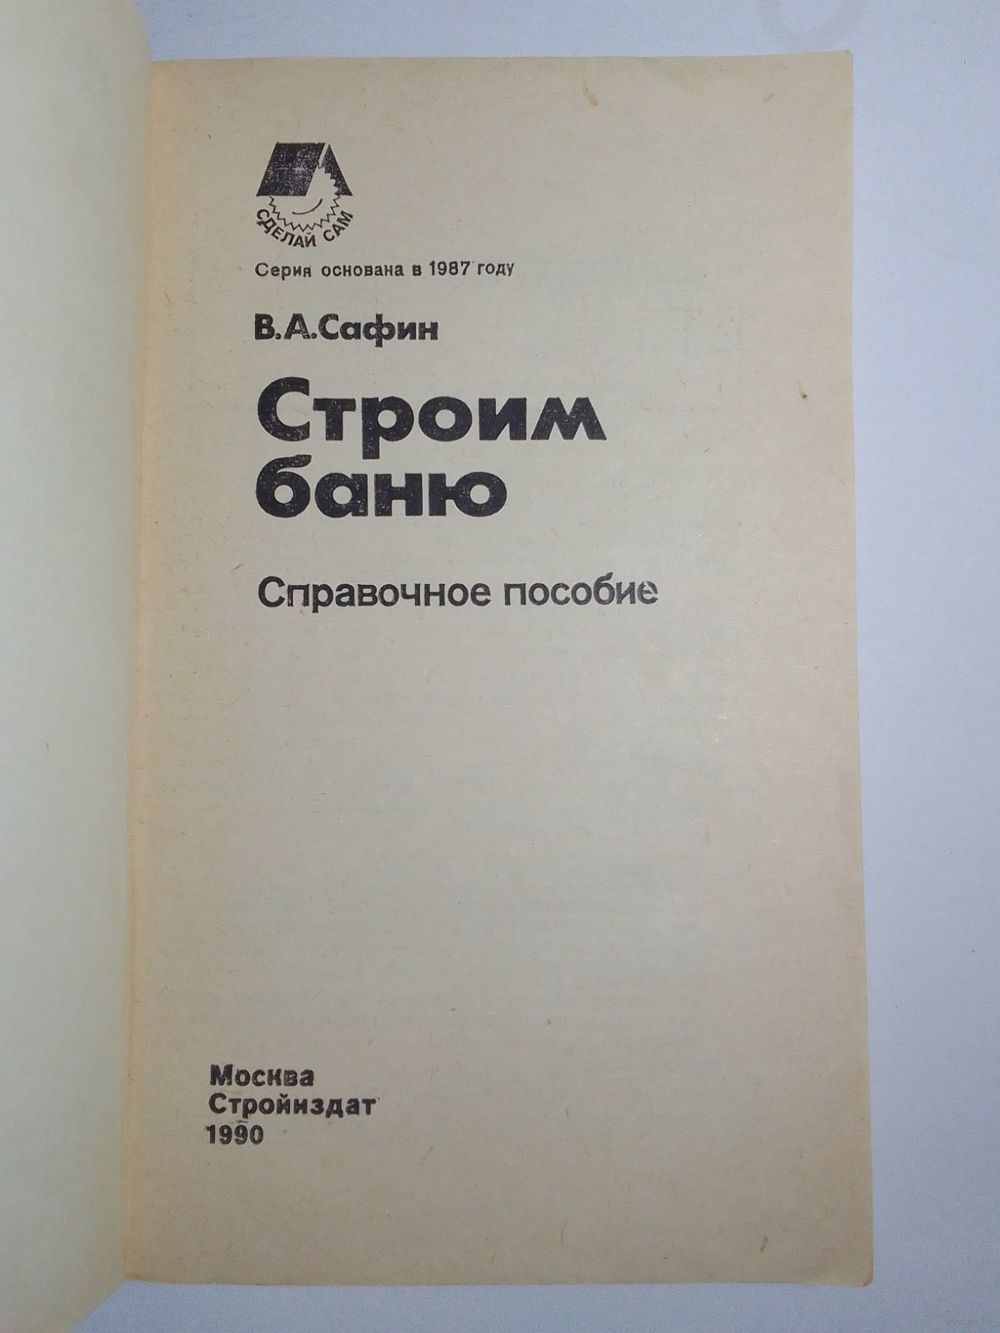 СДЕЛАЙ САМ
Серия основана в 1987 году
В.А.Сафин
Строим
баню
Справочное пособие
Москва
Стройиздат
1990